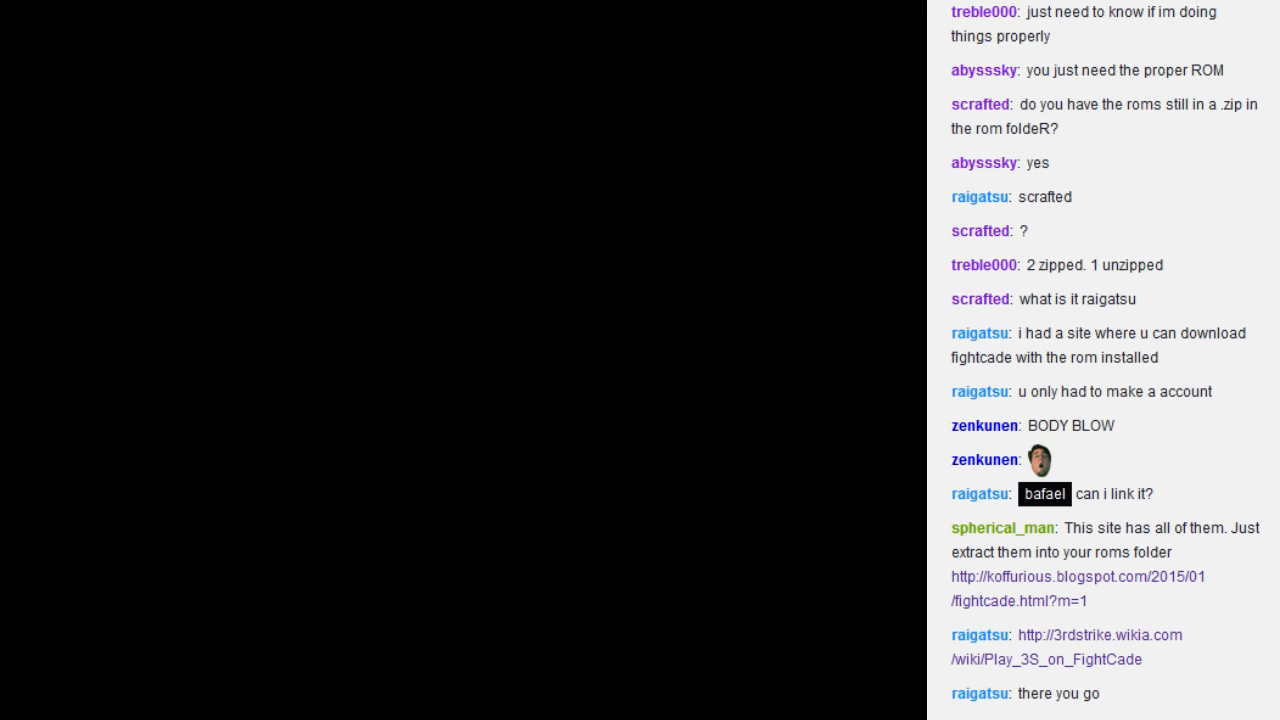 treble000: just need to know if im doing
things properly
abysssky: you just need the proper ROM
scrafted: do you have the roms still in a .zip in
the rom foldeR?
abysssky: yes
raigatsu: scrafted
scrafted: ?
treble000: 2 zipped. 1 unzipped
scrafted: what is it raigatsu
raigatsu: i had a site where u can download
fightcade with the rom installed
raigatsu: u only had to make a account
zenkunen: BODY BLOW
zenkunen:
raigatsu: bafael can i link it?
spherical_man: This site has all of them. Just
extract them into your roms folder
http://koffurious.blogspot.com/2015/01
/fightcade.html?m=1
raigatsu: http://3rdstrike.wikia.com
/wiki/Play_3S_on_FightCade
raigatsu: there you go